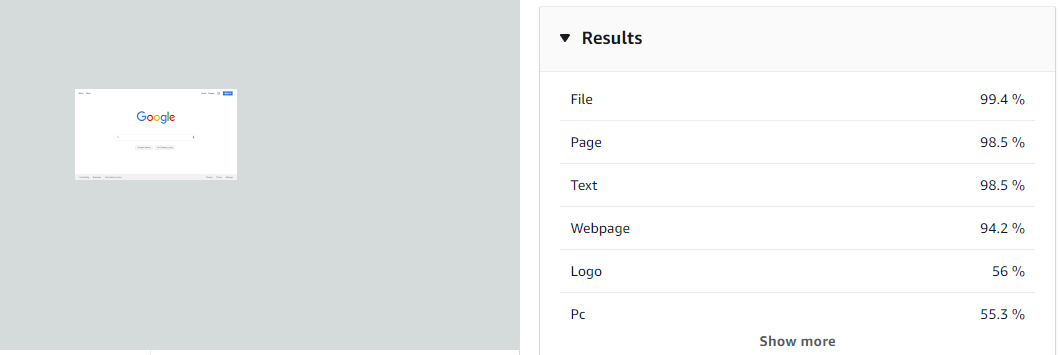 Google
Results
File 99.4 %
Page 98.5 %
Text 98.5 %
Webpage 94.2 %
Logo 56 %
Pc 55.3 %
Show more